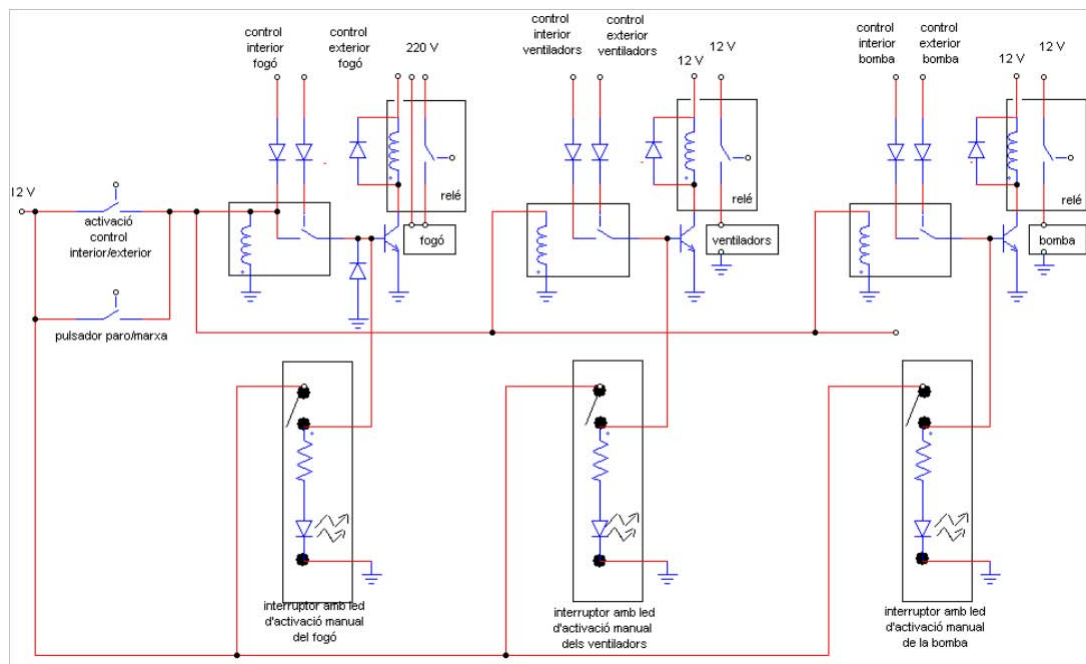 control
interior
fogó
control
exterior
fogó
220 V
control
interior
ventiladors
control
exterior
ventiladors
12 V
12 V
control
interior
bomba
control
exterior
bomba
12 V
12 V
relé
relé
relé
12 V
activació
control
interior/exterior
fogó
ventiladors
bomba
pulsador paro/marxa
interruptor amb led
d'activació manual
del fogó
interruptor amb led
d'activació manual
dels ventiladors
interruptor amb led
d'activació manual
de la bomba